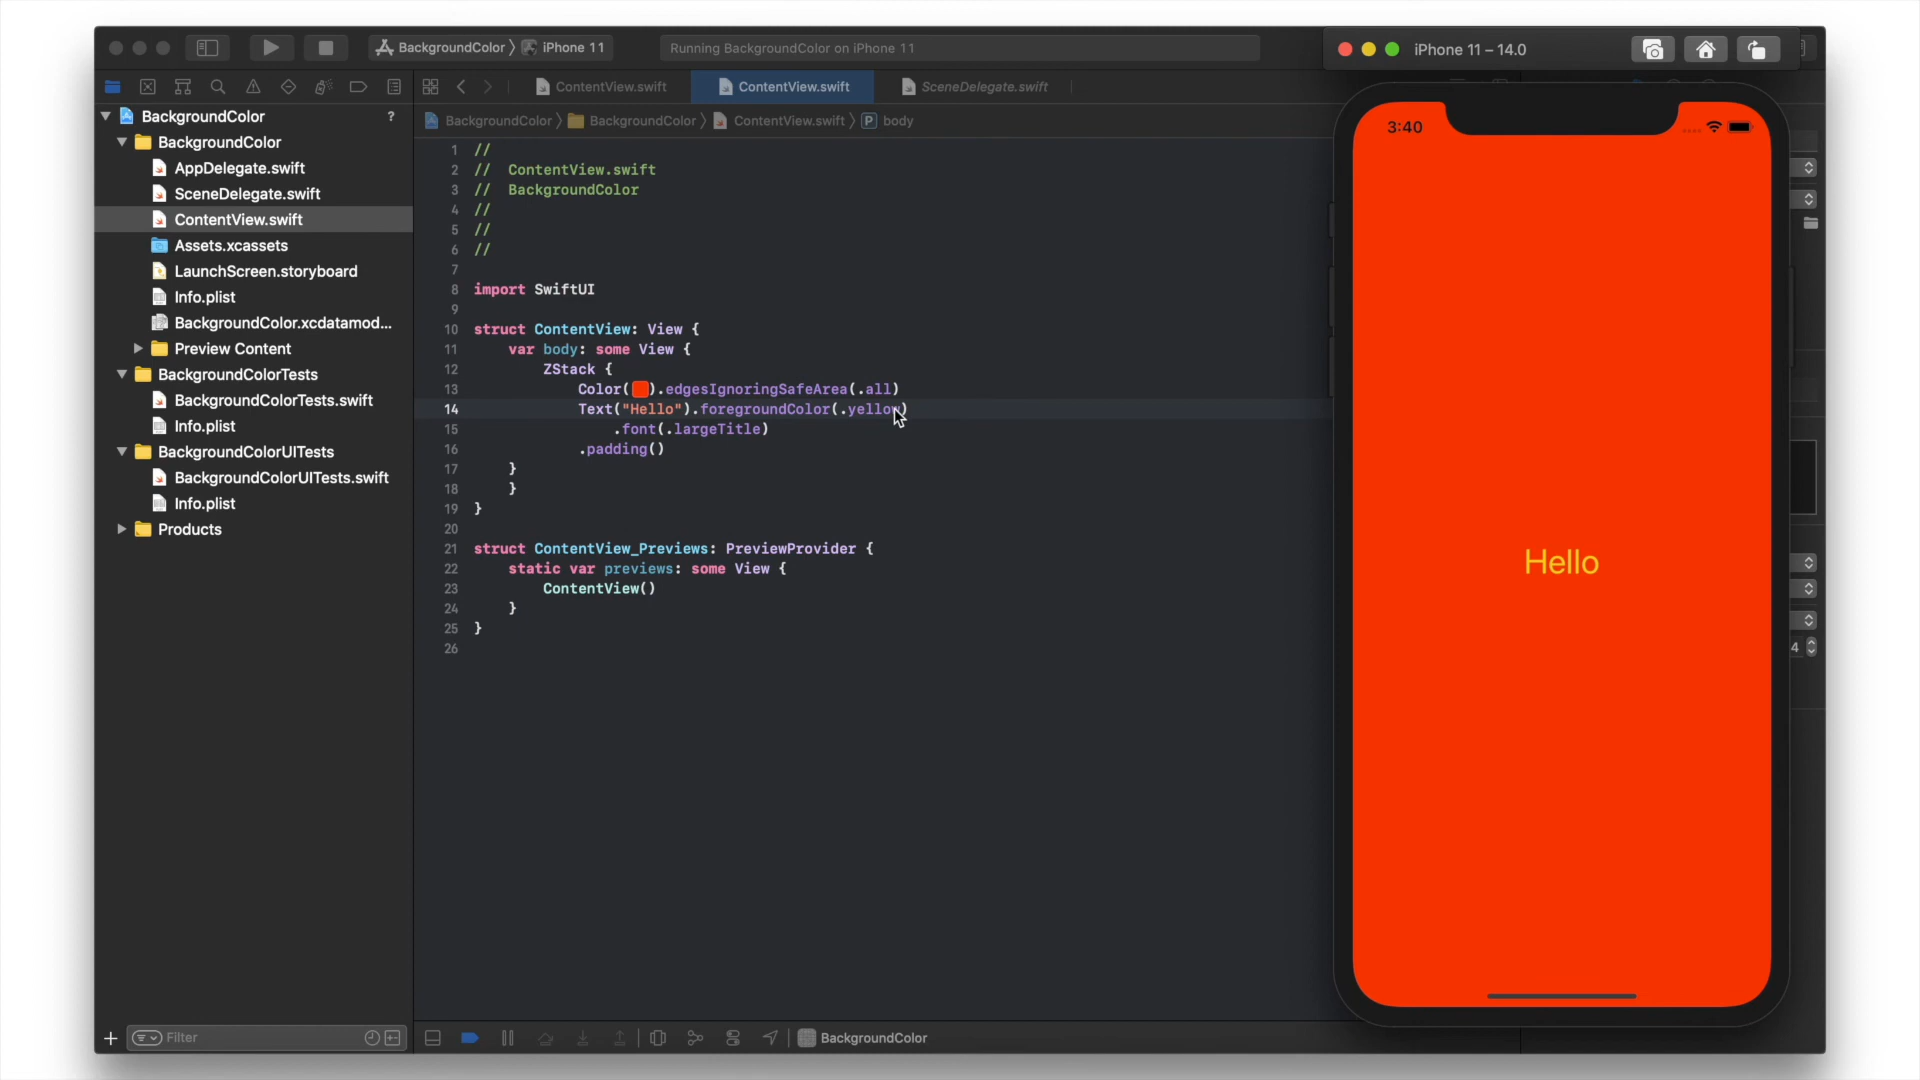 BackgroundColor 〉 iPhone 11
Running BackgroundColor on iPhone 11
iPhone 11 – 14.0
ContentView.swift
ContentView.swift
SceneDelegate.swift
BackgroundColor 〉 BackgroundColor 〉 ContentView.swift 〉 P body
BackgroundColor ?
BackgroundColor
AppDelegate.swift
SceneDelegate.swift
ContentView.swift
Assets.xcassets
LaunchScreen.storyboard
Info.plist
BackgroundColor.xcdatamod...
Preview Content
BackgroundColorTests
BackgroundColorTests.swift
Info.plist
BackgroundColorUITests
BackgroundColorUITests.swift
Info.plist
Products
Filter
1 //
2 //  ContentView.swift
3 //  BackgroundColor
4 //
5 //
6 //
7
8 import SwiftUI
9
10 struct ContentView: View {
11     var body: some View {
12         ZStack {
13             Color( ).edgesIgnoringSafeArea(.all)
14             Text("Hello").foregroundColor(.yellow)
15                 .font(.largeTitle)
16             .padding()
17     }
18     }
19 }
20
21 struct ContentView_Previews: PreviewProvider {
22     static var previews: some View {
23         ContentView()
24     }
25 }
26
BackgroundColor
3:40
Hello
4